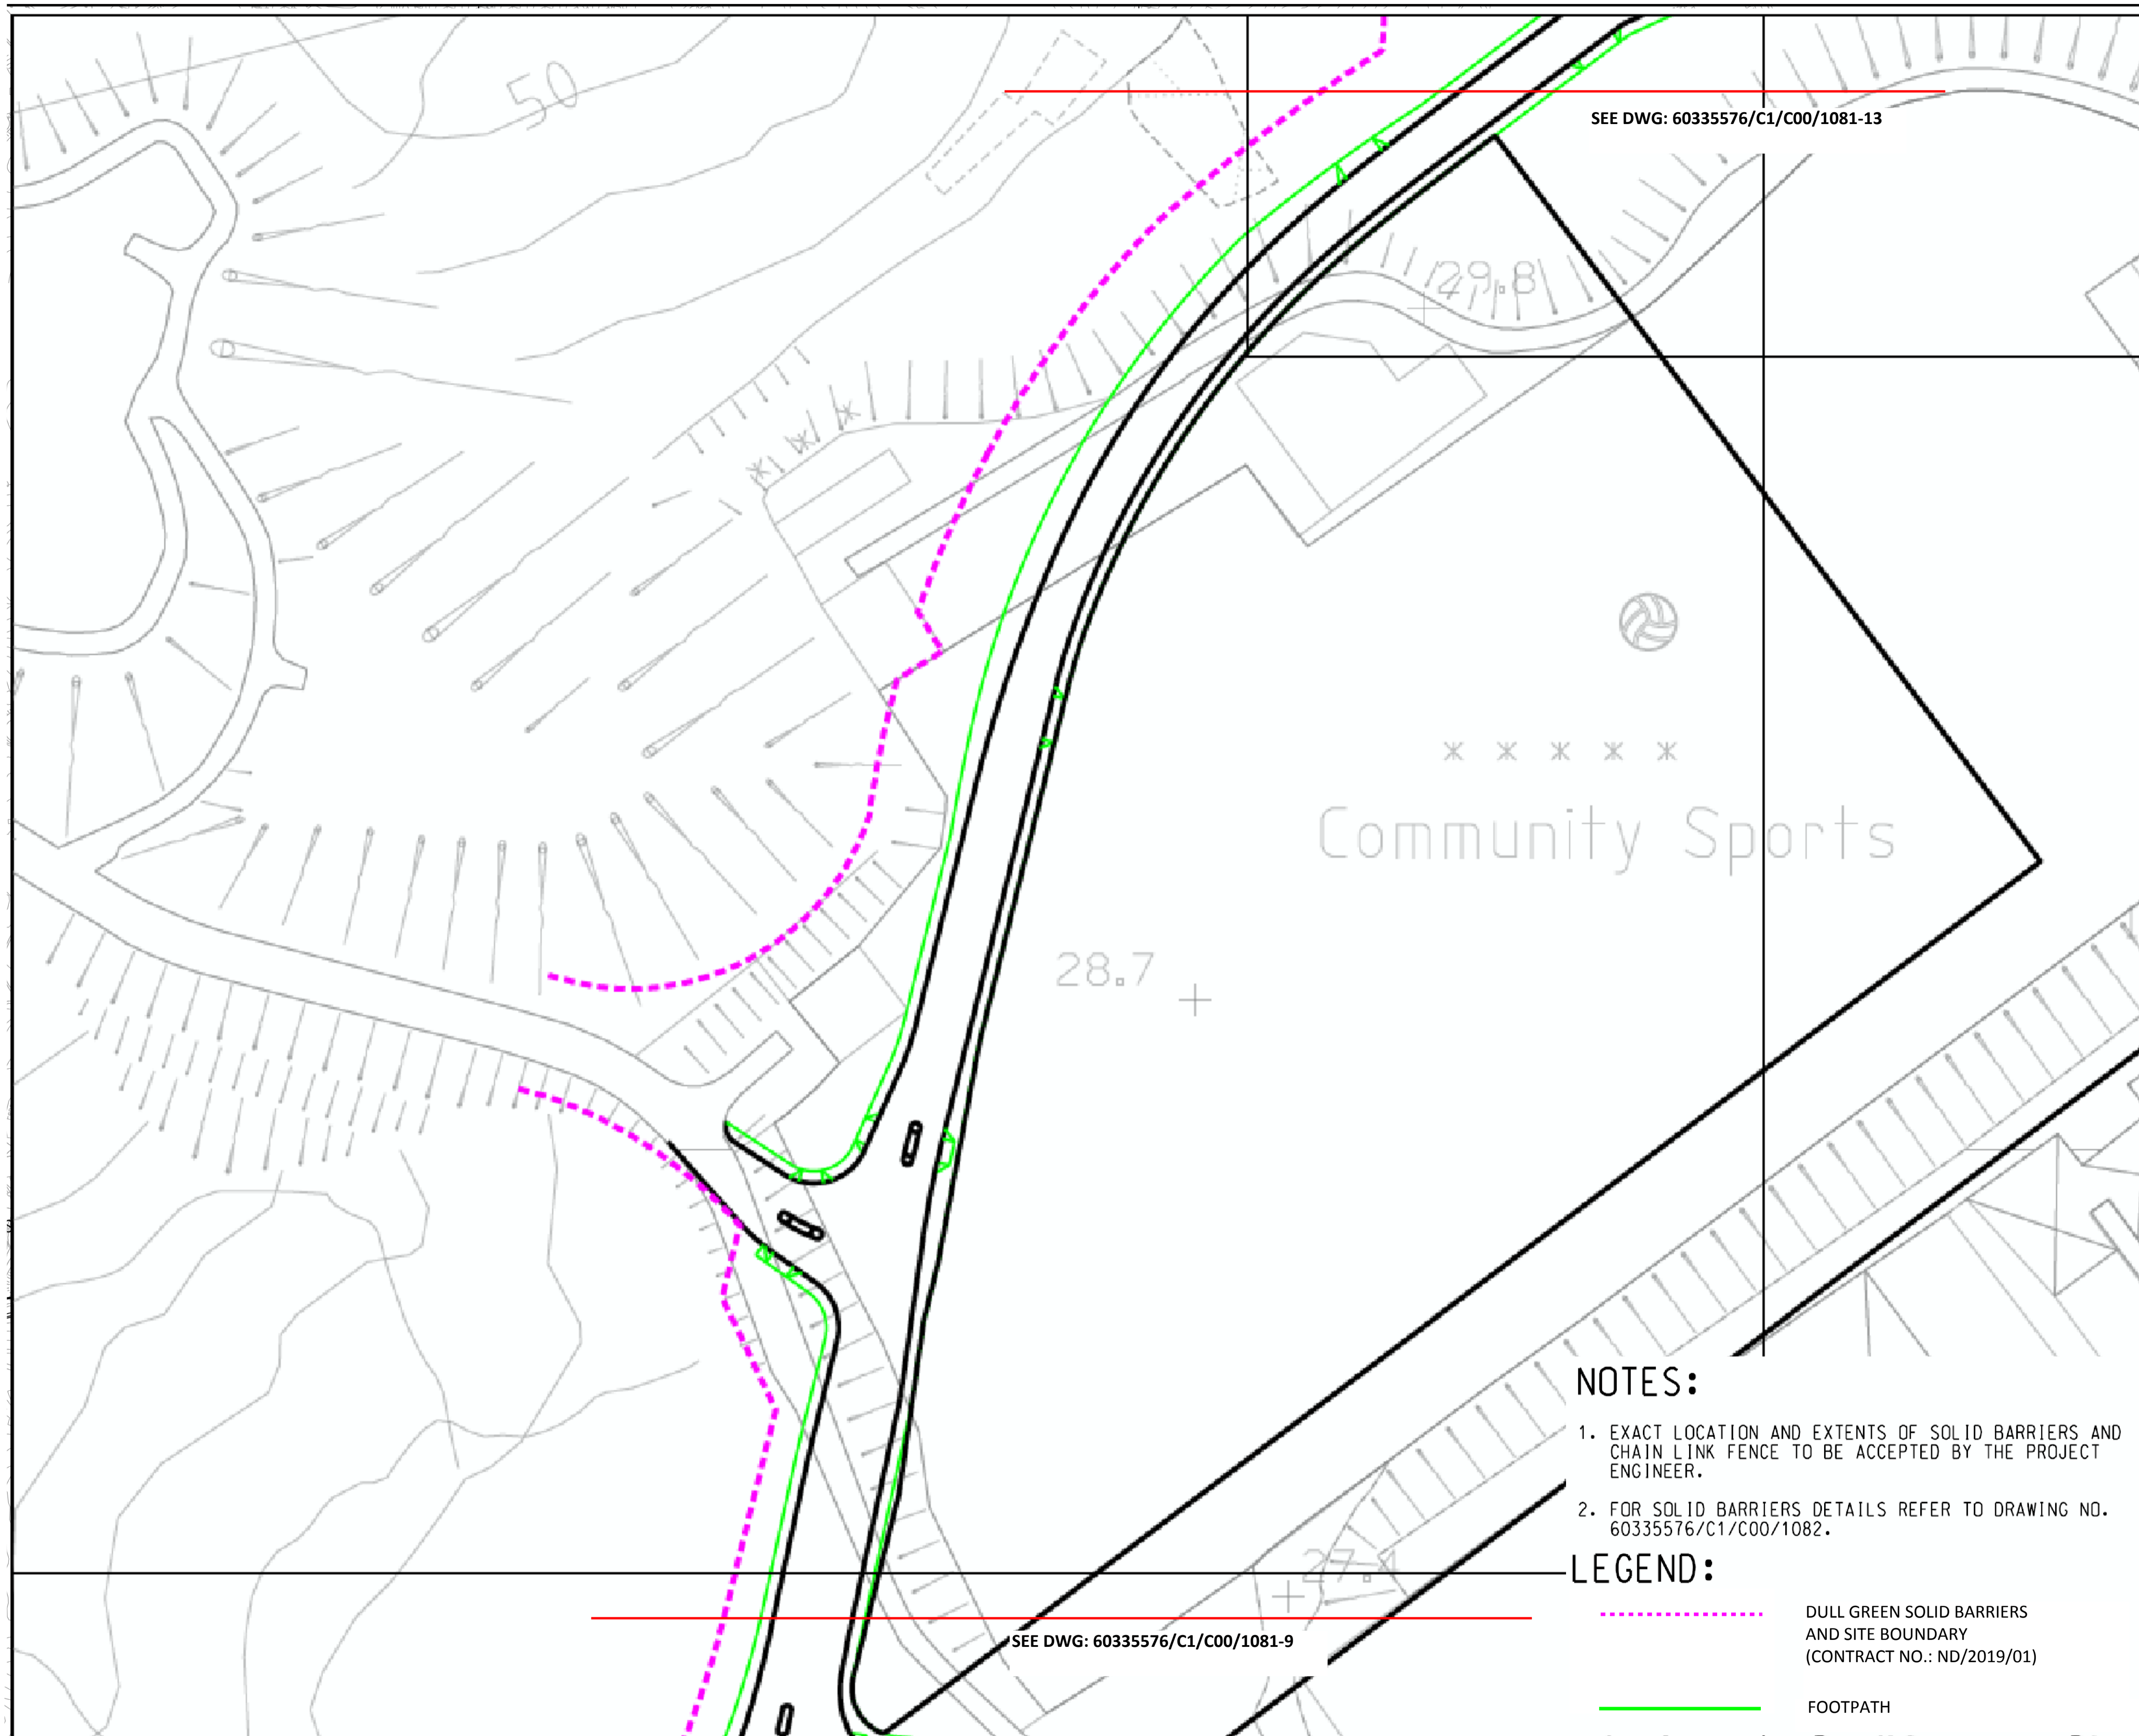 50
SEE DWG: 60335576/C1/C00/1081-13
29.8
Community Sports
28.7
NOTES:
1. EXACT LOCATION AND EXTENTS OF SOLID BARRIERS AND
CHAIN LINK FENCE TO BE ACCEPTED BY THE PROJECT
ENGINEER.
2. FOR SOLID BARRIERS DETAILS REFER TO DRAWING NO.
60335576/C1/C00/1082.
27.4
LEGEND:
DULL GREEN SOLID BARRIERS
AND SITE BOUNDARY
(CONTRACT NO.: ND/2019/01)
SEE DWG: 60335576/C1/C00/1081-9
FOOTPATH